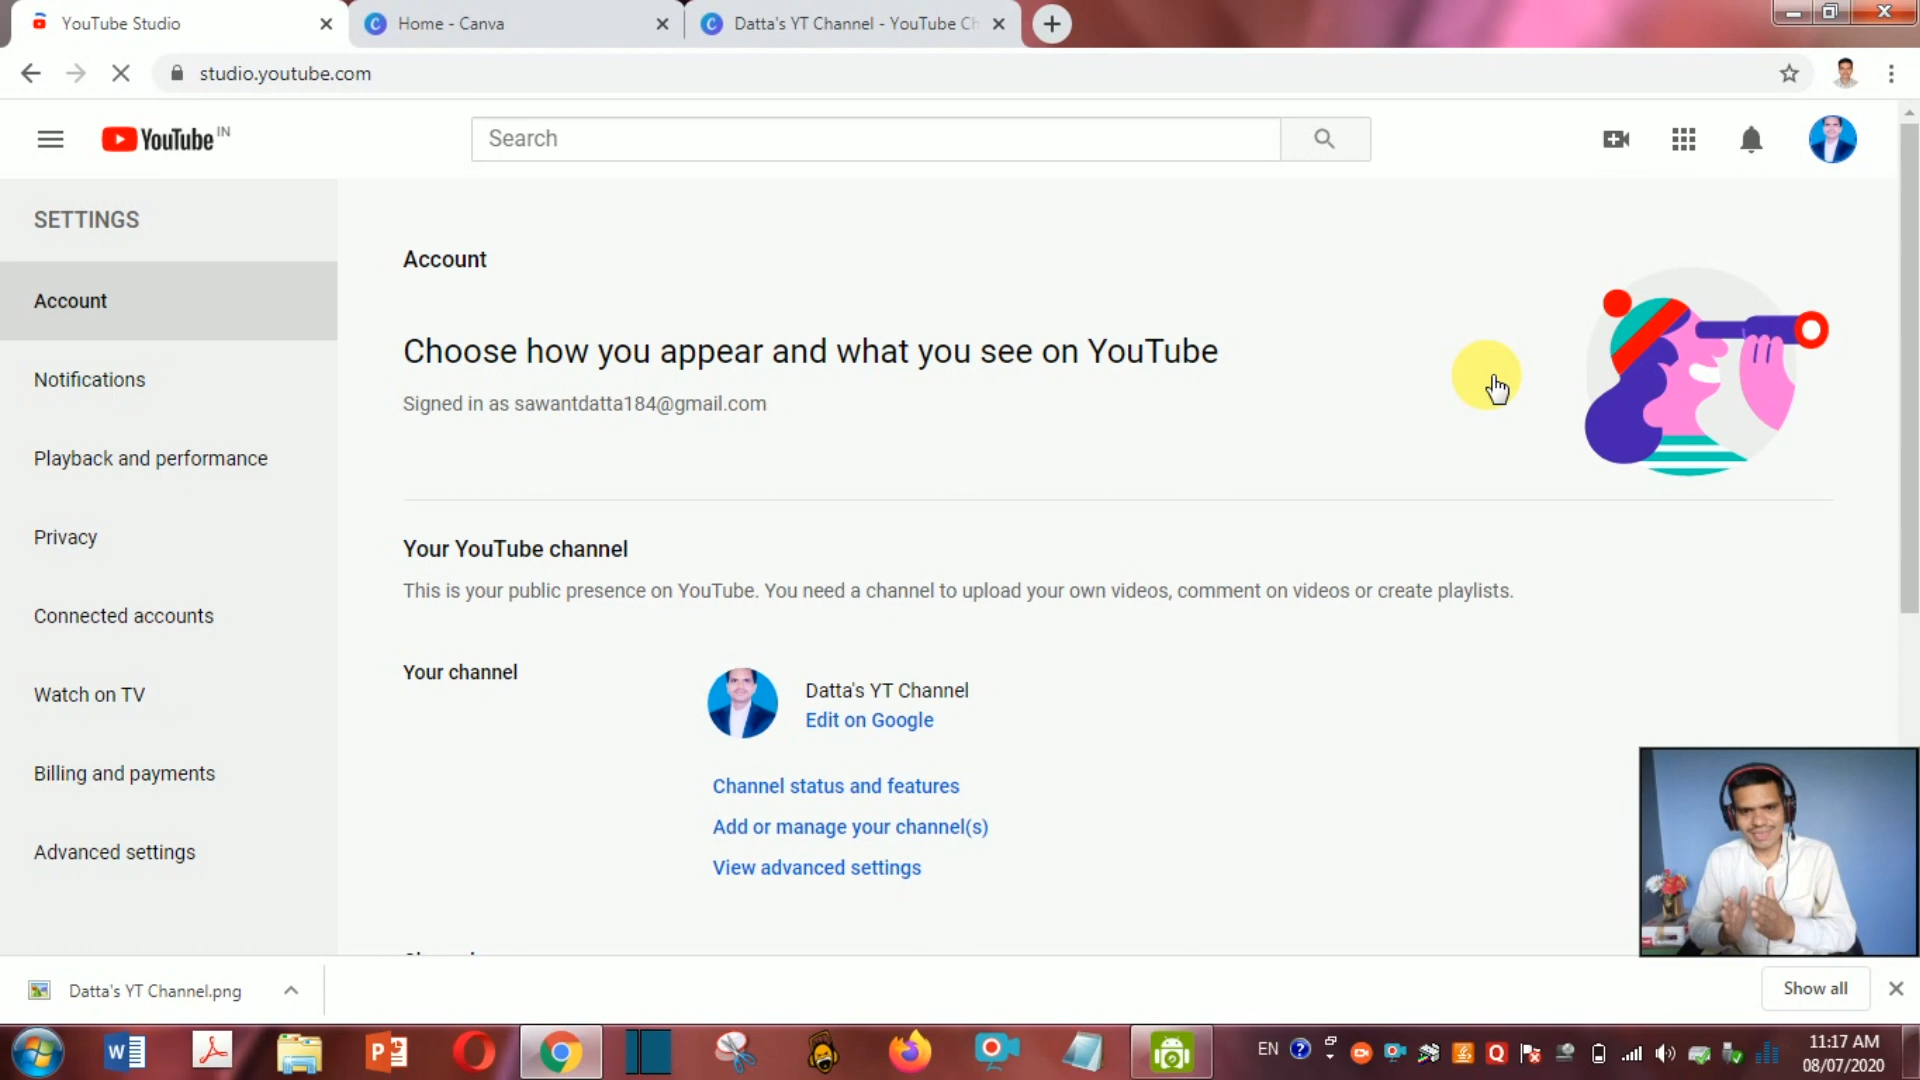 YouTube Studio
Home - Canva
Datta's YT Channel - YouTube Ch
studio.youtube.com
YouTube IN
Search
SETTINGS
Account
Notifications
Playback and performance
Privacy
Connected accounts
Watch on TV
Billing and payments
Advanced settings
Account
Choose how you appear and what you see on YouTube
Signed in as sawantdatta184@gmail.com
Your YouTube channel
This is your public presence on YouTube. You need a channel to upload your own videos, comment on videos or create playlists.
Your channel
Datta's YT Channel
Edit on Google
Channel status and features
Add or manage your channel(s)
View advanced settings
Datta's YT Channel.png
Show all
EN
11:17 AM
08/07/2020